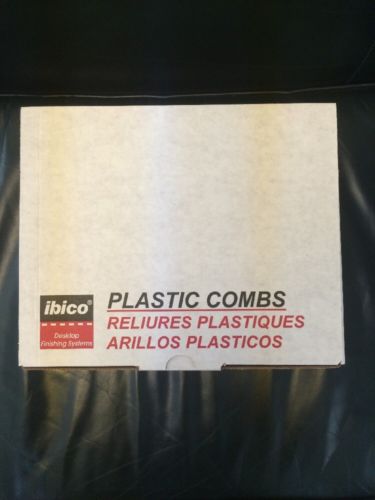 ibico®
Desktop
Finishing Systems
PLASTIC COMBS
RELIURES PLASTIQUES
ARILLOS PLASTICOS